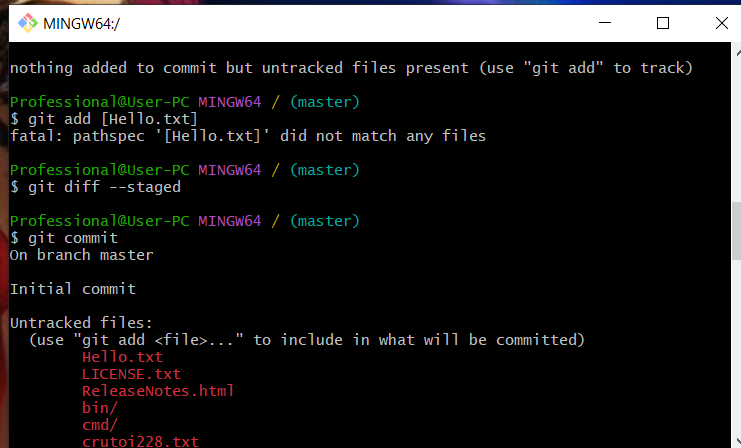 MINGW64:/
nothing added to commit but untracked files present (use "git add" to track)
Professional@User-PC MINGW64 / (master)
$ git add [Hello.txt]
fatal: pathspec '[Hello.txt]' did not match any files
Professional@User-PC MINGW64 / (master)
$ git diff --staged
Professional@User-PC MINGW64 / (master)
$ git commit
On branch master
Initial commit
Untracked files:
(use "git add <file>..." to include in what will be committed)
Hello.txt
LICENSE.txt
ReleaseNotes.html
bin/
cmd/
crutoi228.txt